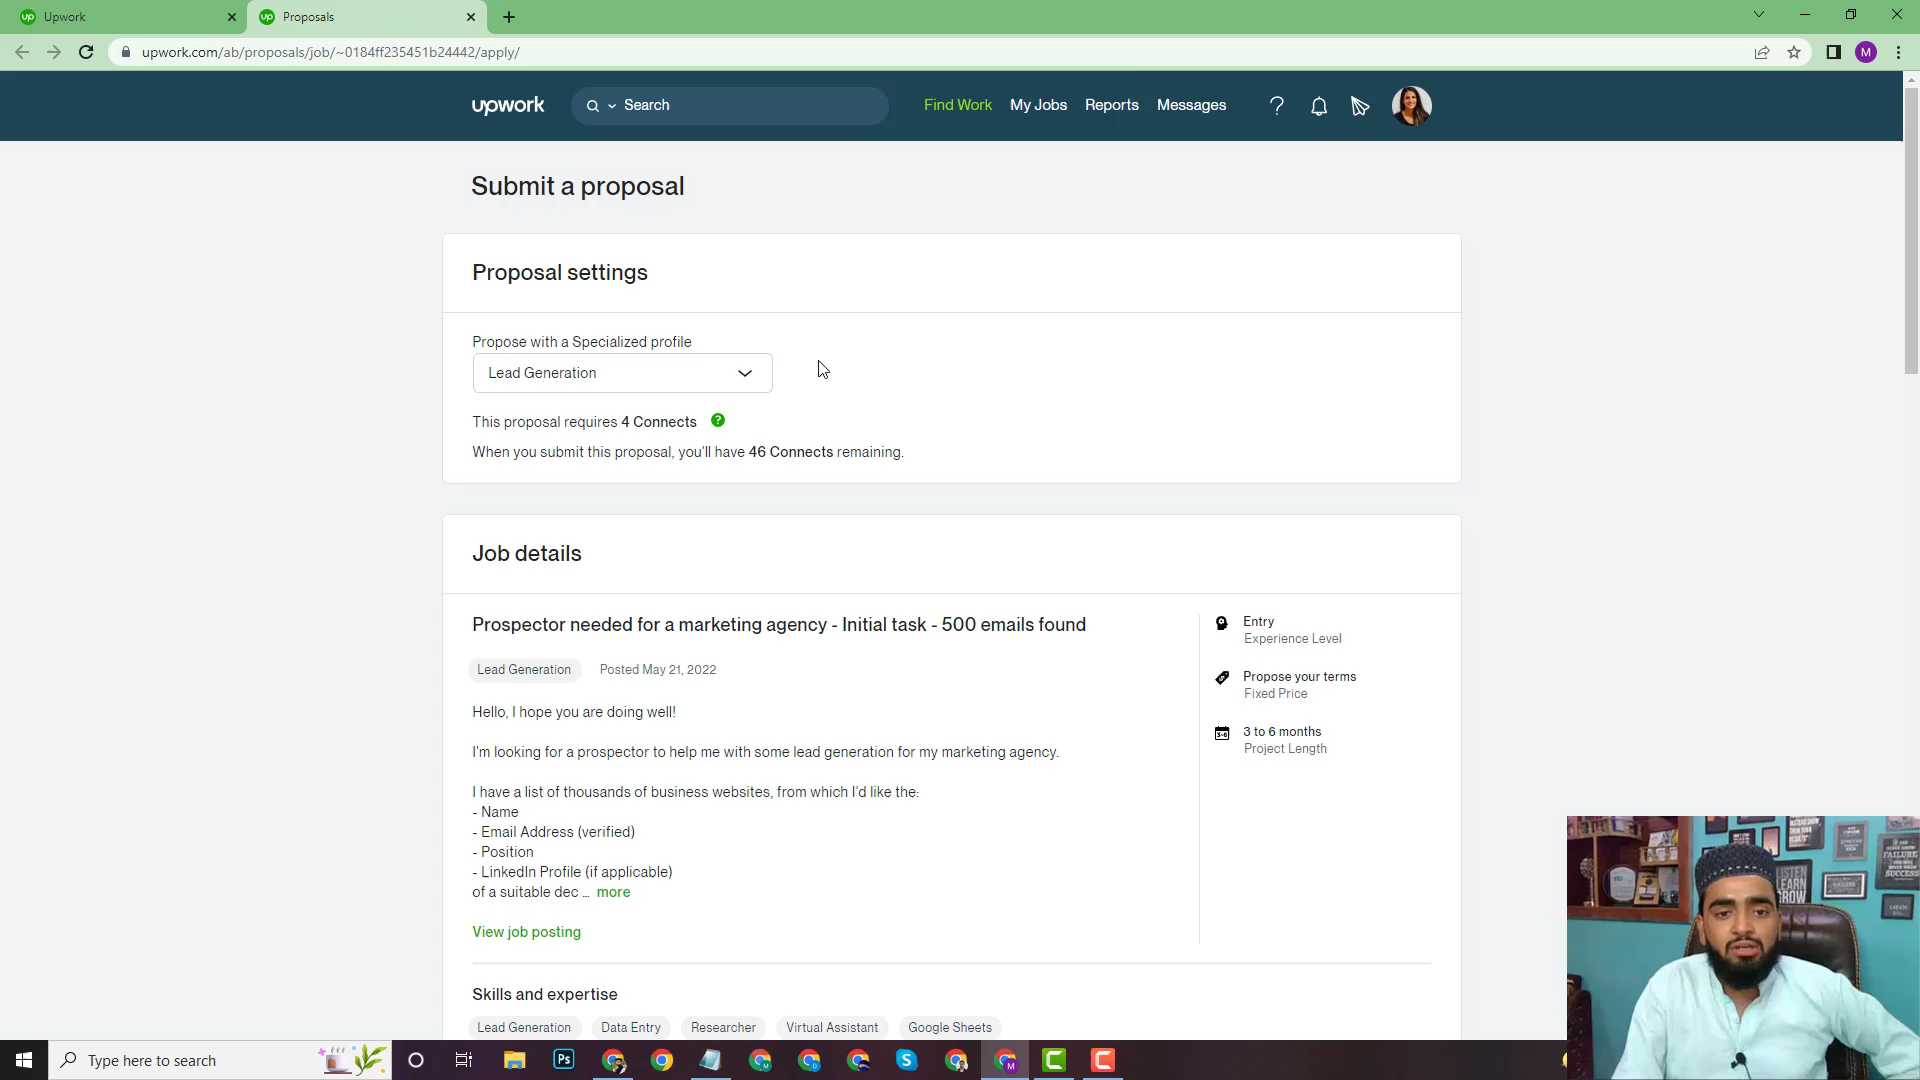 Upwork
Proposals
upwork.com/ab/proposals/job/~0184ff235451b24442/apply/
M
upwork
Search
Find Work
My Jobs
Reports
Messages
Submit a proposal
Proposal settings
Propose with a Specialized profile
Lead Generation
This proposal requires 4 Connects
When you submit this proposal, you'll have 46 Connects remaining.
Job details
Prospector needed for a marketing agency - Initial task - 500 emails found
Lead Generation
Posted May 21, 2022
Hello, I hope you are doing well!
I'm looking for a prospector to help me with some lead generation for my marketing agency.
I have a list of thousands of business websites, from which I'd like the:
- Name
- Email Address (verified)
- Position
- LinkedIn Profile (if applicable)
of a suitable dec ... more
View job posting
Entry
Experience Level
Propose your terms
Fixed Price
3 to 6 months
Project Length
Skills and expertise
Lead Generation
Data Entry
Researcher
Virtual Assistant
Google Sheets
LISTEN
LEARN
GROW
FAILURE
SUCCESS
Type here to search
Ps